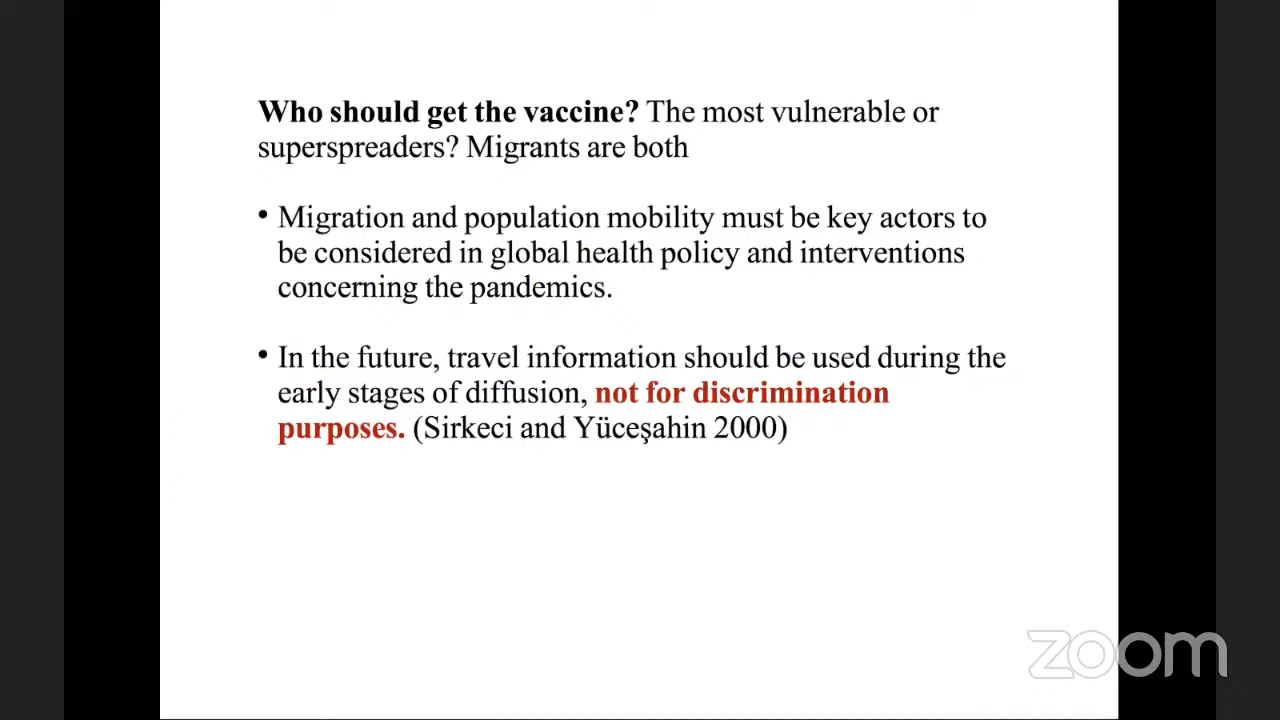 Who should get the vaccine? The most vulnerable or
superspreaders? Migrants are both
• Migration and population mobility must be key actors to
be considered in global health policy and interventions
concerning the pandemics.
• In the future, travel information should be used during the
early stages of diffusion, not for discrimination
purposes. (Sirkeci and Yüceşahin 2000)
zoom